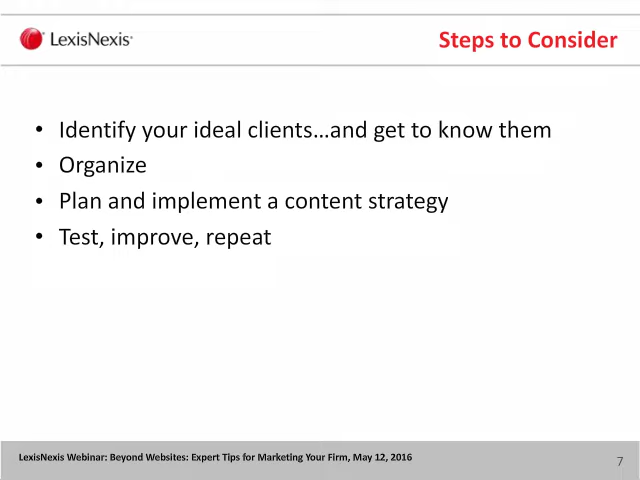 LexisNexis®
Steps to Consider
• Identify your ideal clients…and get to know them
• Organize
• Plan and implement a content strategy
• Test, improve, repeat
LexisNexis Webinar: Beyond Websites: Expert Tips for Marketing Your Firm, May 12, 2016
7